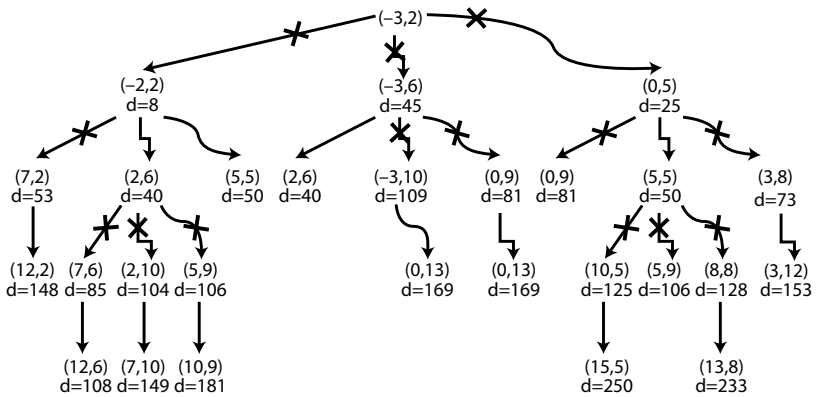 (−3,2)
(−2,2)
d=8
(−3,6)
d=45
(0,5)
d=25
(7,2)
d=53
(2,6)
d=40
(5,5)
d=50
(2,6)
d=40
(−3,10)
d=109
(0,9)
d=81
(0,9)
d=81
(5,5)
d=50
(3,8)
d=73
(12,2)
d=148
(7,6)
d=85
(2,10)
d=104
(5,9)
d=106
(0,13)
d=169
(0,13)
d=169
(10,5)
d=125
(5,9)
d=106
(8,8)
d=128
(3,12)
d=153
(12,6)
d=108
(7,10)
d=149
(10,9)
d=181
(15,5)
d=250
(13,8)
d=233